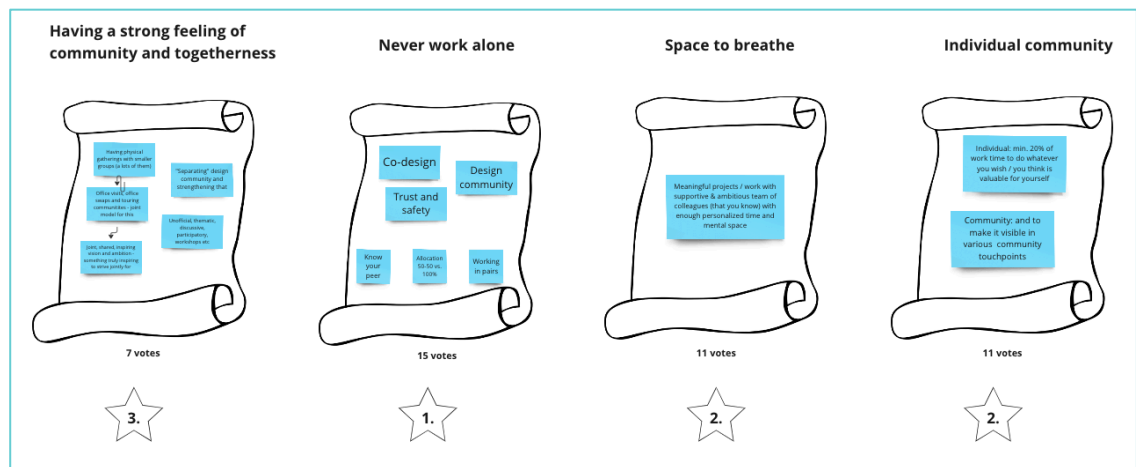 Having a strong feeling of
community and togetherness
Having physical
gatherings with smaller
groups (a lots of them)
"Separating" design
community and
strengthening that
Office visits, office
swaps and touring
communities - joint
model for this
Unofficial, thematic,
discussive,
participatory,
workshops etc
Joint, shared, inspiring
vision and ambition -
something truly inspiring
to strive jointly for
7 votes
3.
Never work alone
Co-design
Design
community
Trust and
safety
Know
your
peer
Allocation
50-50 vs.
100%
Working
in pairs
15 votes
1.
Space to breathe
Meaningful projects / work with
supportive & ambitious team of
colleagues (that you know) with
enough personalized time and
mental space
11 votes
2.
Individual community
Individual: min. 20% of
work time to do whatever
you wish / you think is
valuable for yourself
Community: and to
make it visible in
various community
touchpoints
11 votes
2.